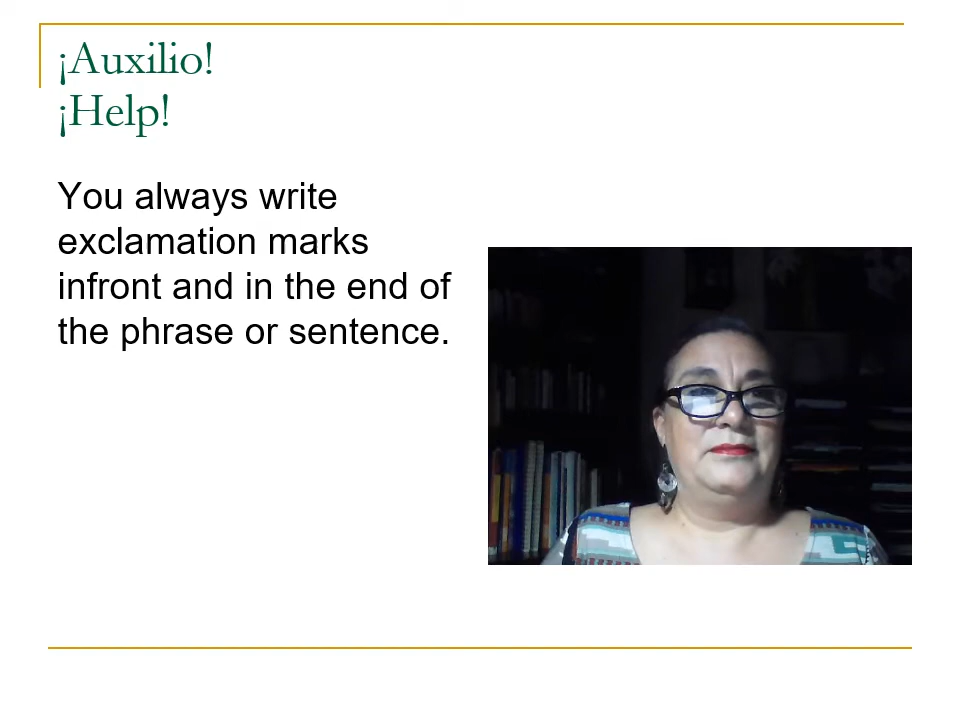 ¡Auxilio!
¡Help!
You always write
exclamation marks
infront and in the end of
the phrase or sentence.